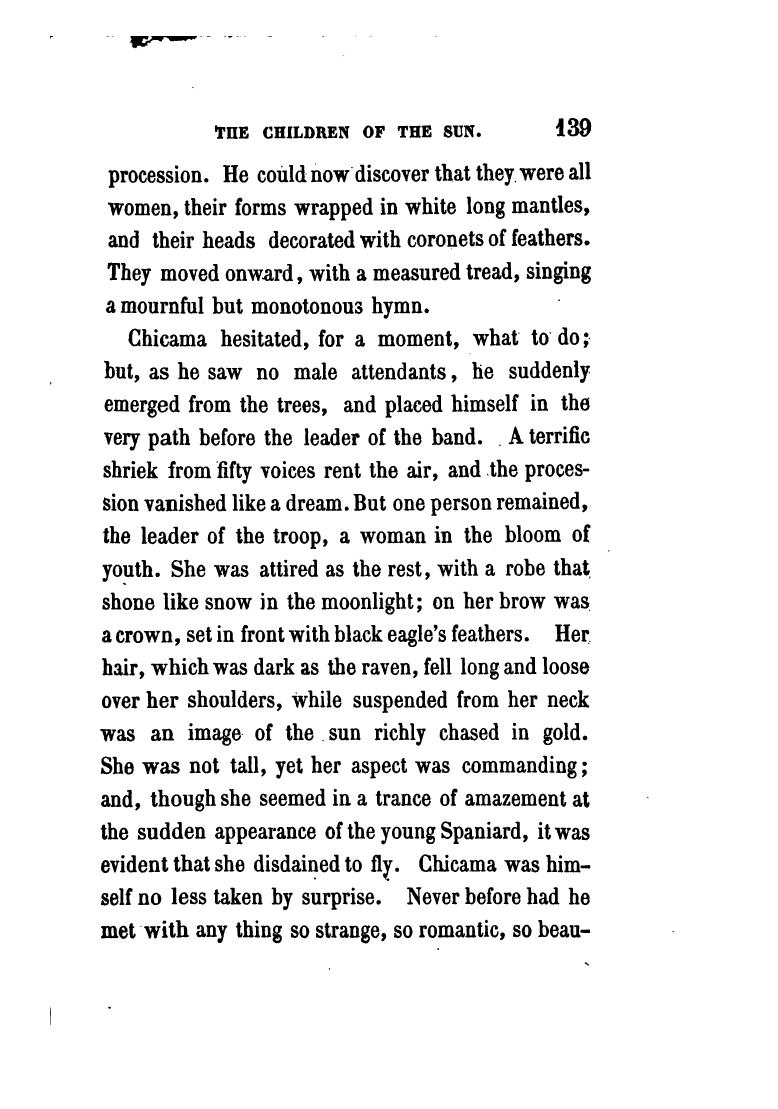 THE CHILDREN OF THE SUN. 139
procession. He could now discover that they were all
women, their forms wrapped in white long mantles,
and their heads decorated with coronets of feathers.
They moved onward, with a measured tread, singing
a mournful but monotonous hymn.
Chicama hesitated, for a moment, what to do;
but, as he saw no male attendants, he suddenly
emerged from the trees, and placed himself in the
very path before the leader of the band. A terrific
shriek from fifty voices rent the air, and the proces-
sion vanished like a dream. But one person remained,
the leader of the troop, a woman in the bloom of
youth. She was attired as the rest, with a robe that
shone like snow in the moonlight; on her brow was
a crown, set in front with black eagle's feathers. Her
hair, which was dark as the raven, fell long and loose
over her shoulders, while suspended from her neck
was an image of the sun richly chased in gold.
She was not tall, yet her aspect was commanding;
and, though she seemed in a trance of amazement at
the sudden appearance of the young Spaniard, it was
evident that she disdained to fly. Chicama was him-
self no less taken by surprise. Never before had he
met with any thing so strange, so romantic, so beau-